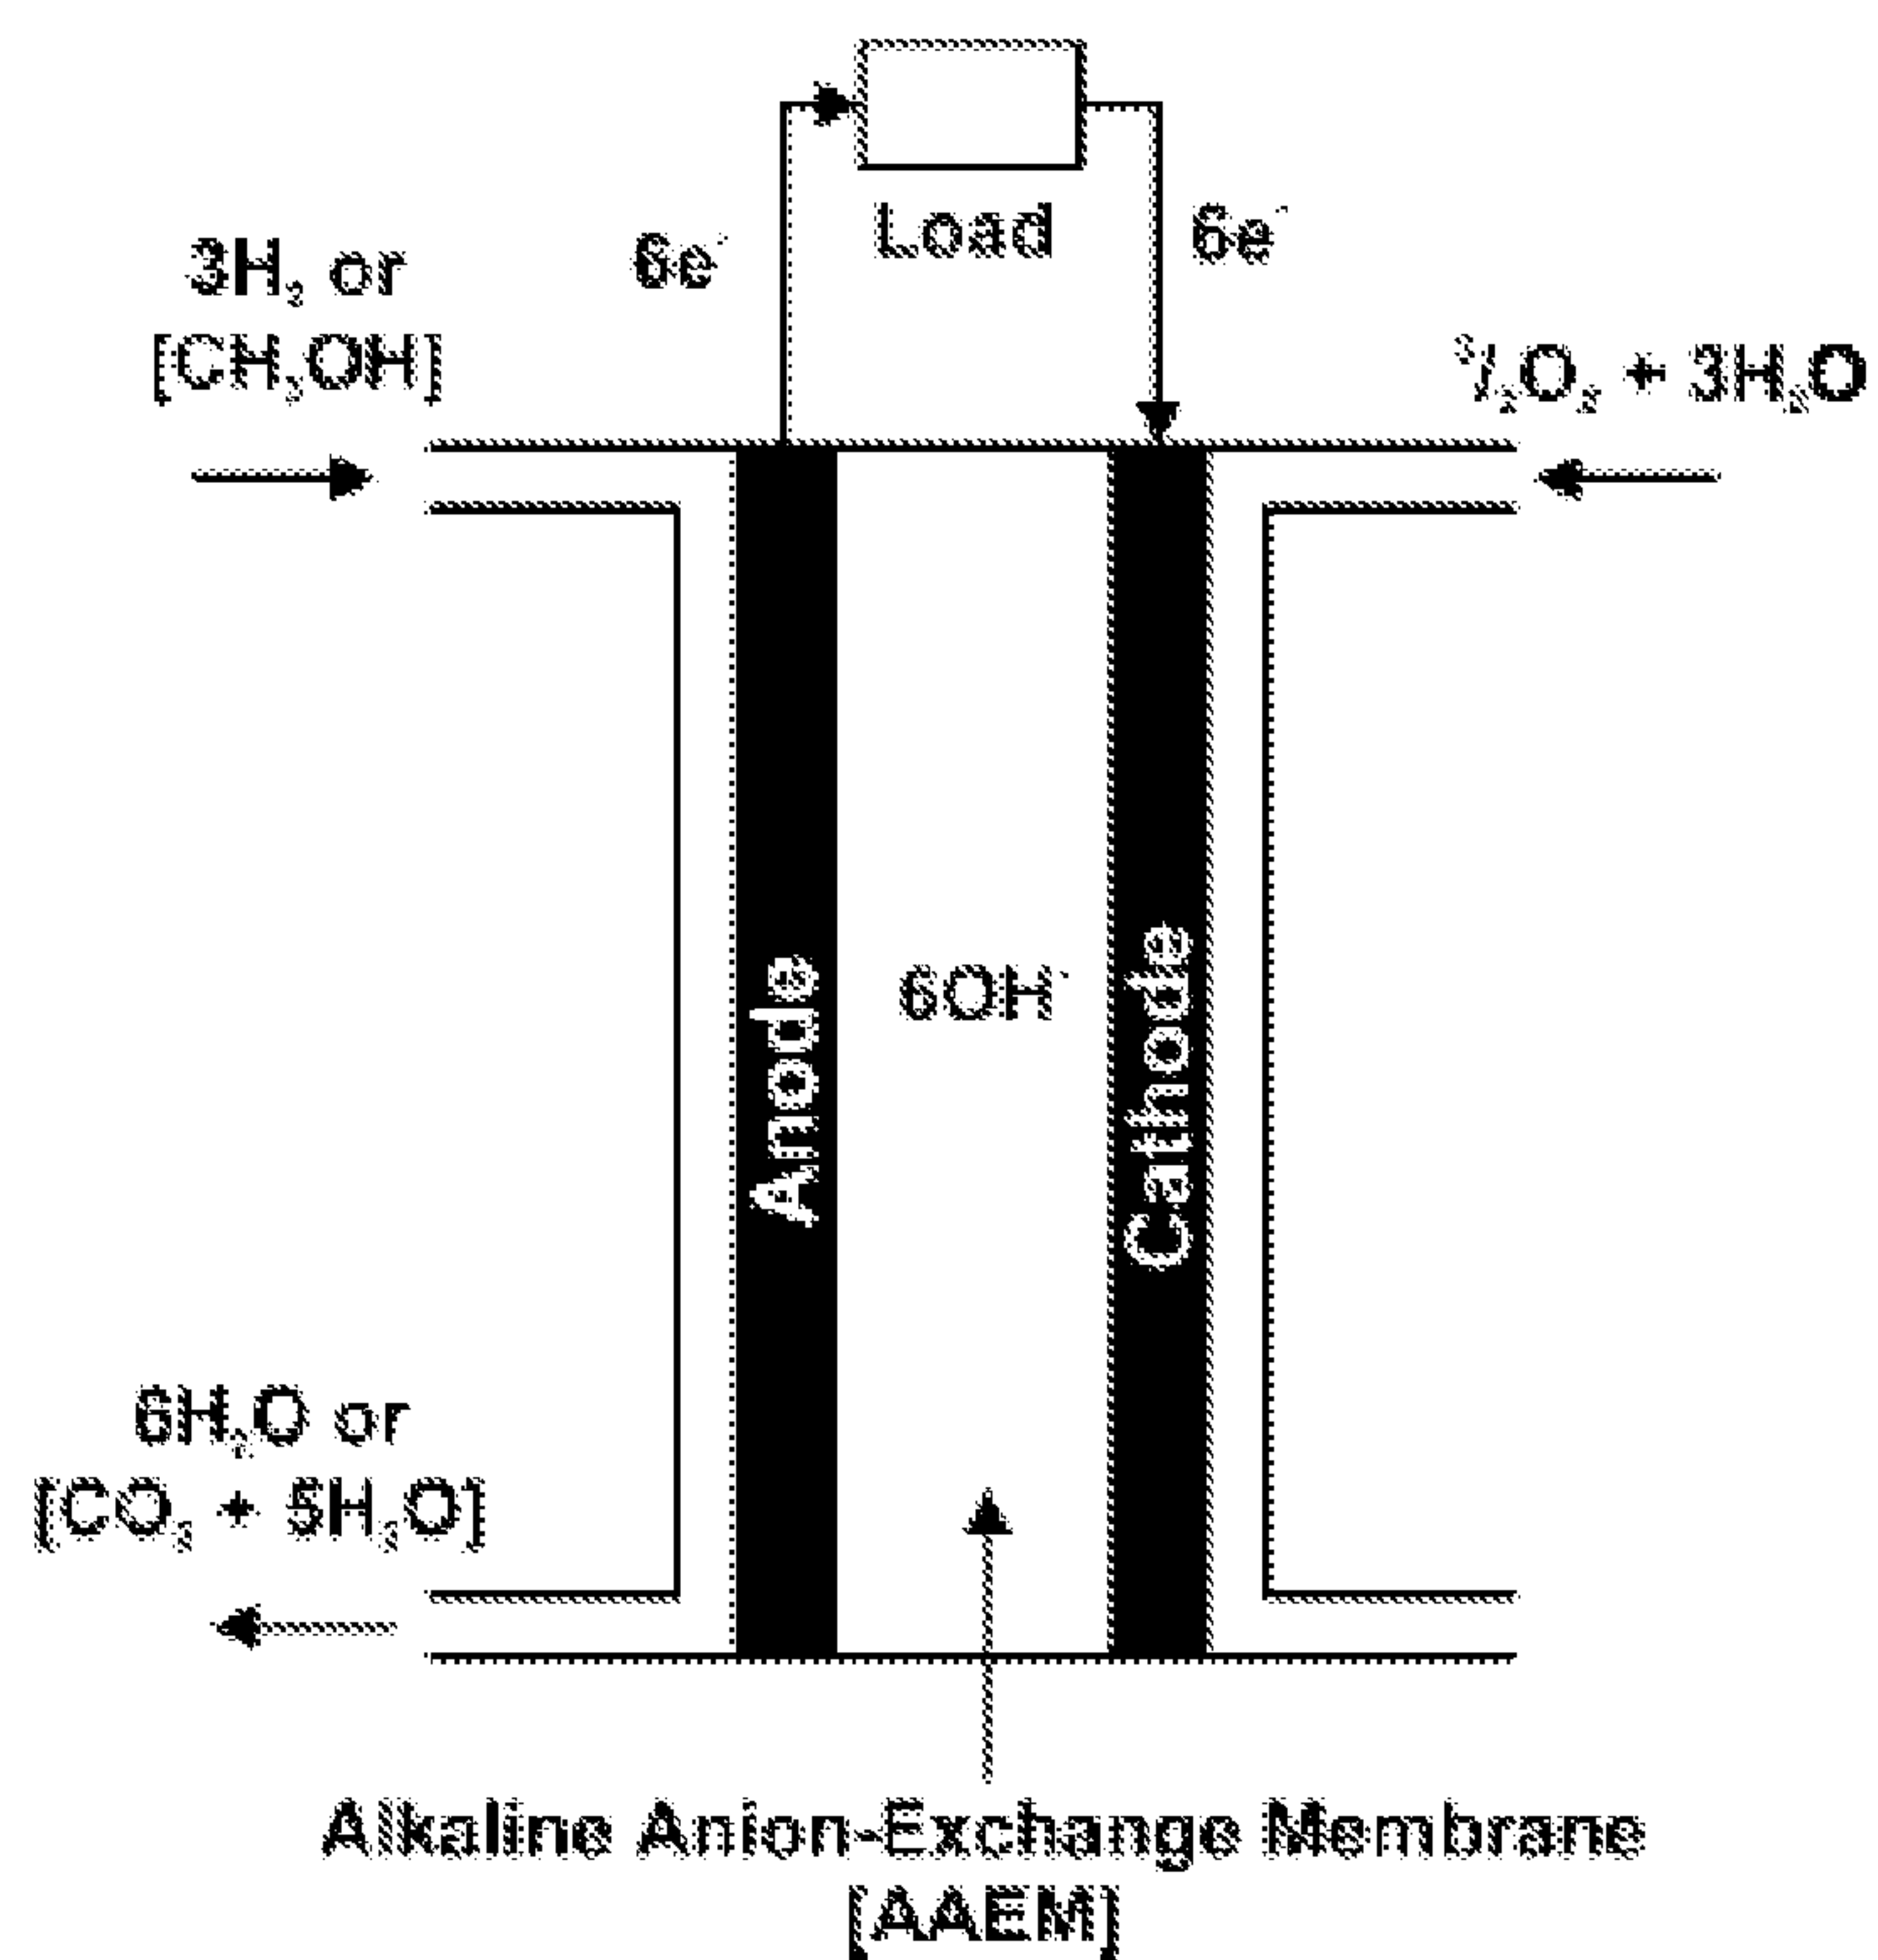 Load
6e⁻
6e⁻
3H₂ or
[CH₃OH]
³/₂O₂ + 3H₂O
Anode
6OH⁻
Cathode
6H₂O or
[CO₂ + 5H₂O]
Alkaline Anion-Exchange Membrane
[AAEM]